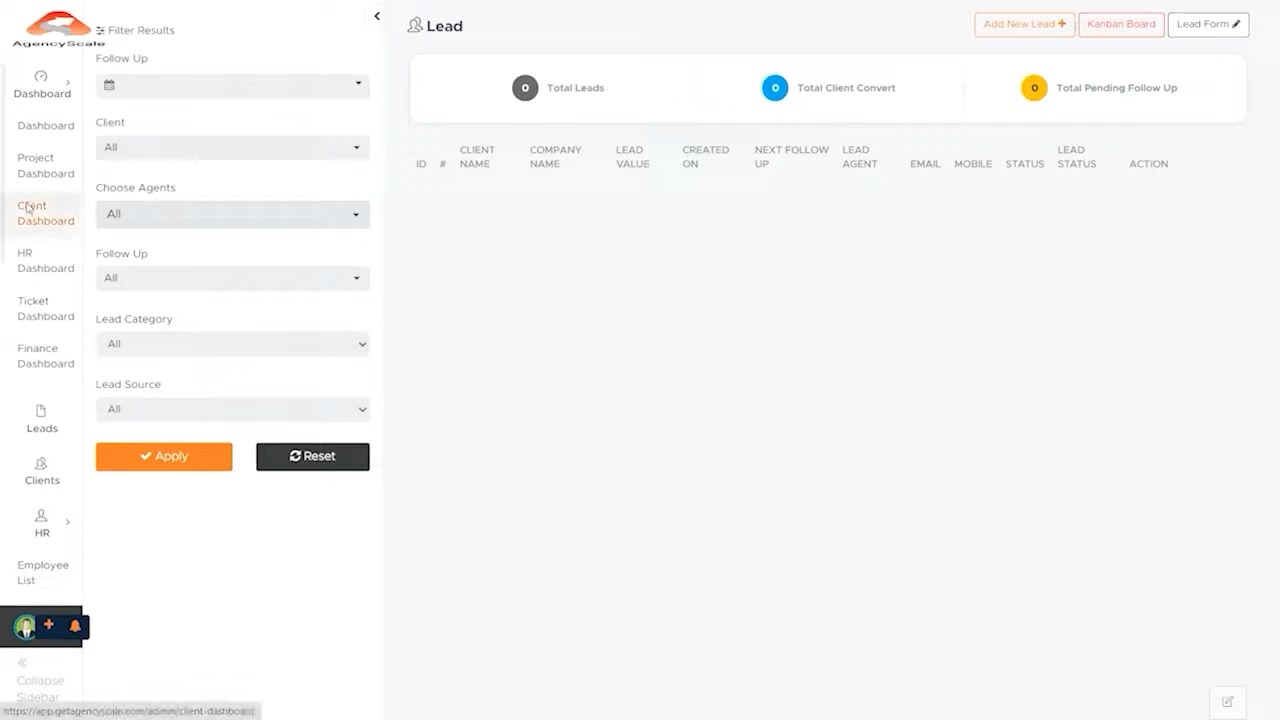 AgencyScale
Dashboard
Dashboard
Project
Dashboard
Client
Dashboard
HR
Dashboard
Ticket
Dashboard
Finance
Dashboard
Leads
Clients
HR
Employee
List
Collapse
Sidebar
Filter Results
Follow Up
Client
All
Choose Agents
All
Follow Up
All
Lead Category
All
Lead Source
All
Apply
Reset
Lead
Add New Lead +
Kanban Board
Lead Form
0 Total Leads
0 Total Client Convert
0 Total Pending Follow Up
ID # CLIENT NAME COMPANY NAME LEAD VALUE CREATED ON NEXT FOLLOW UP LEAD AGENT EMAIL MOBILE STATUS LEAD STATUS ACTION
https://app.getagencyscale.com/admin/client-dashboard